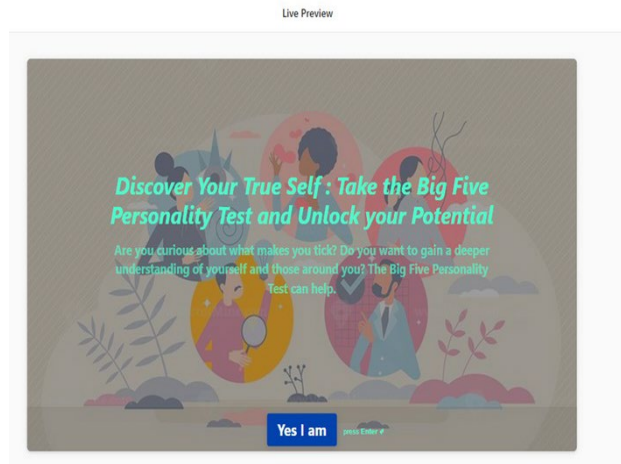 Live Preview
Discover Your True Self : Take the Big Five
Personality Test and Unlock your Potential
Are you curious about what makes you tick? Do you want to gain a deeper
understanding of yourself and those around you? The Big Five Personality
Test can help.
Yes I am
press Enter